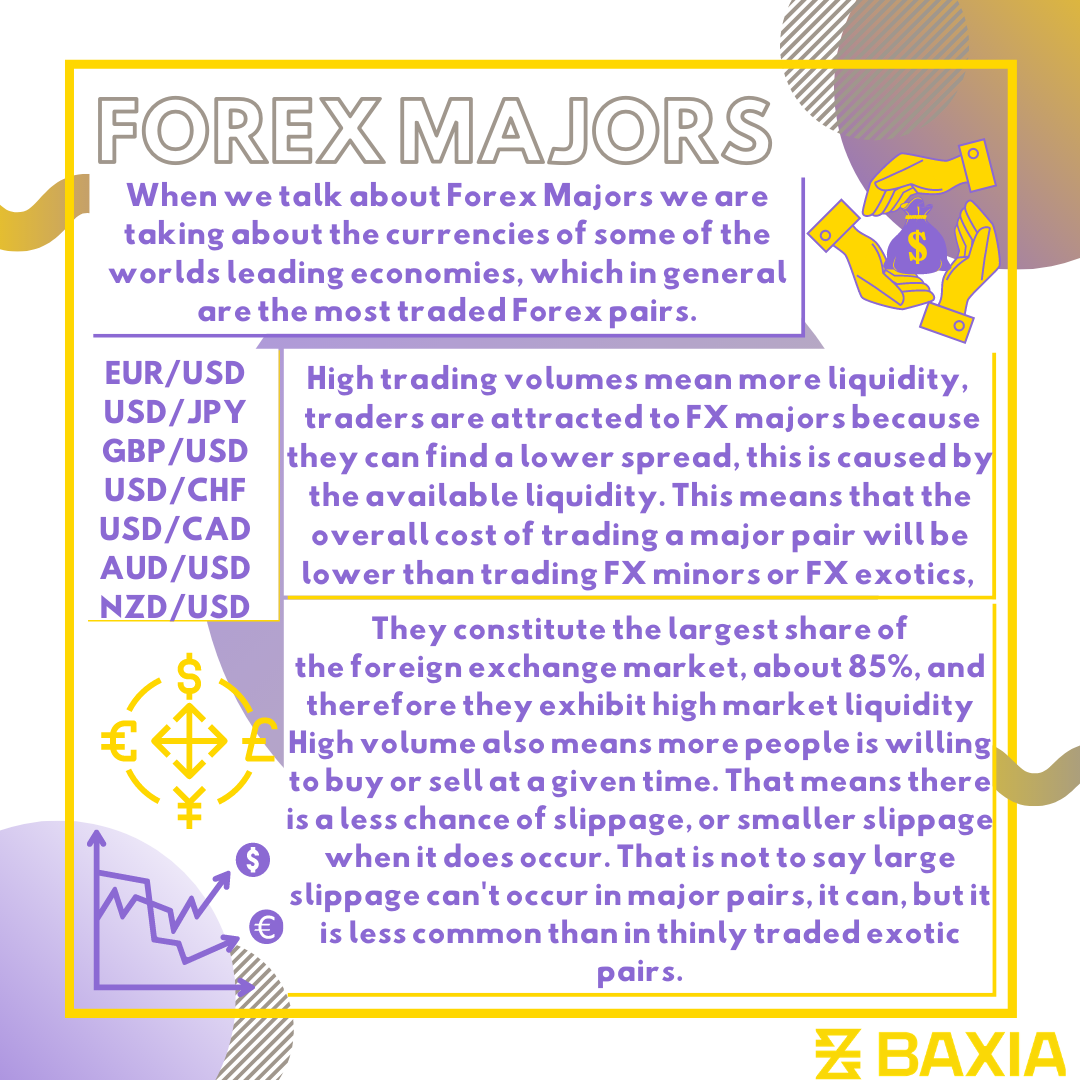 FOREX MAJORS
When we talk about Forex Majors we are
taking about the currencies of some of the
worlds leading economies, which in general
are the most traded Forex pairs.
$
EUR/USD
USD/JPY
GBP/USD
USD/CHF
USD/CAD
AUD/USD
NZD/USD
High trading volumes mean more liquidity,
traders are attracted to FX majors because
they can find a lower spread, this is caused by
the available liquidity. This means that the
overall cost of trading a major pair will be
lower than trading FX minors or FX exotics,
They constitute the largest share of
the foreign exchange market, about 85%, and
therefore they exhibit high market liquidity
High volume also means more people is willing
to buy or sell at a given time. That means there
is a less chance of slippage, or smaller slippage
when it does occur. That is not to say large
slippage can't occur in major pairs, it can, but it
is less common than in thinly traded exotic
pairs.
$
€ £
¥
$
€
BAXIA